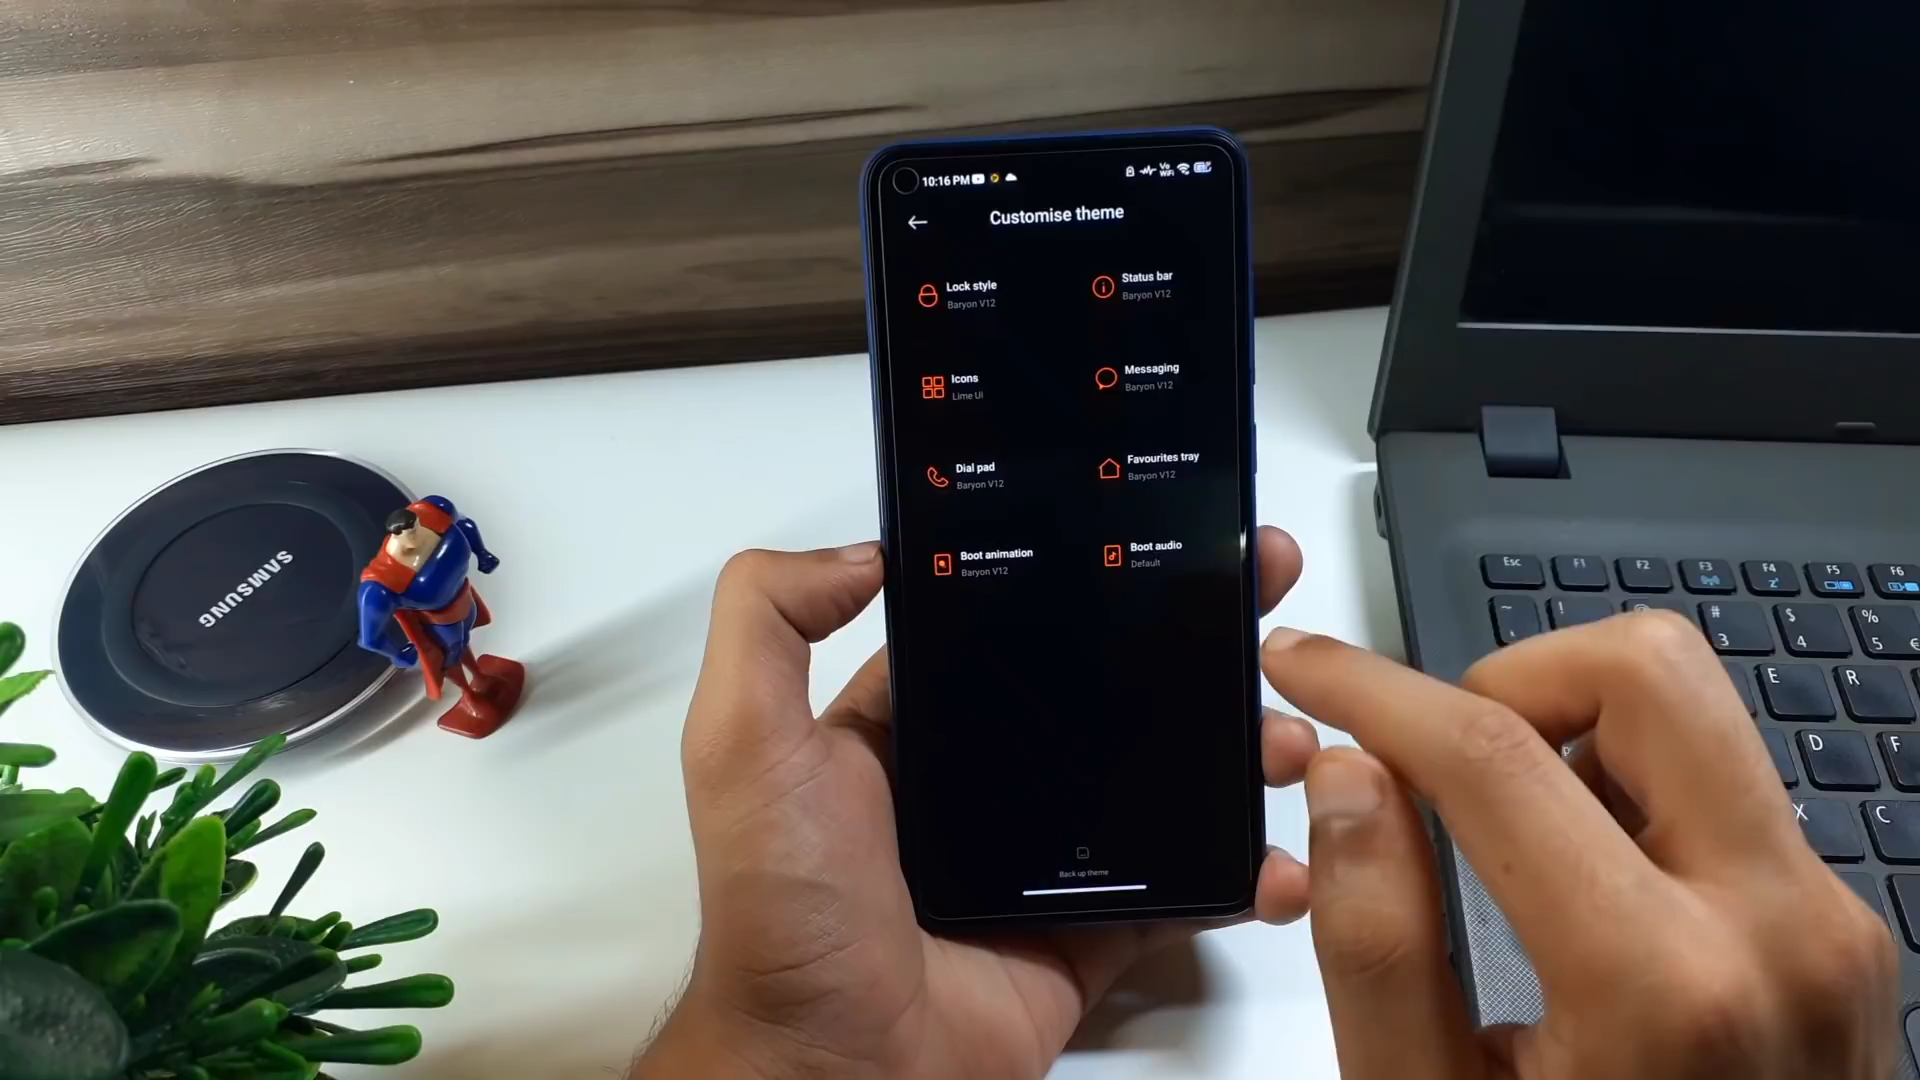 10:16 PM
Vo
WiFi
Customise theme
Lock style
Baryon V12
Status bar
Baryon V12
Icons
Lime UI
Messaging
Baryon V12
Dial pad
Baryon V12
Favourites tray
Baryon V12
Boot animation
Baryon V12
Boot audio
Default
Back up theme
SAMSUNG
Esc
F1
F2
F3
F4
F5
F6
~
!
#
3
$
4
%
5
€
E
R
D
F
X
C